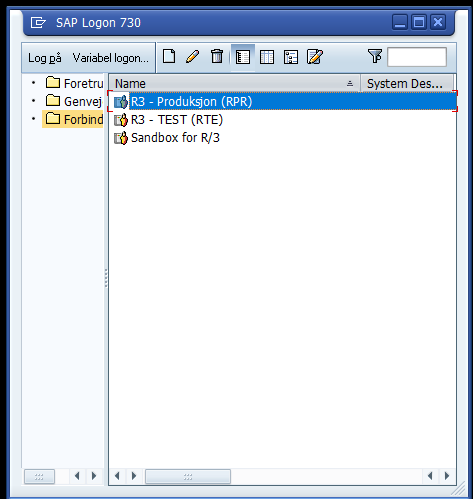 SAP Logon 730
Log på Variabel logon...
Foretru
Genvej
Forbind
Name System Des...
R3 - Produksjon (RPR)
R3 - TEST (RTE)
Sandbox for R/3